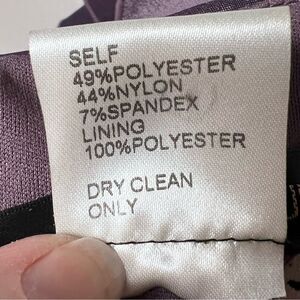 SELF
49%POLYESTER
44%NYLON
7%SPANDEX
LINING
100%POLYESTER
DRY CLEAN
ONLY